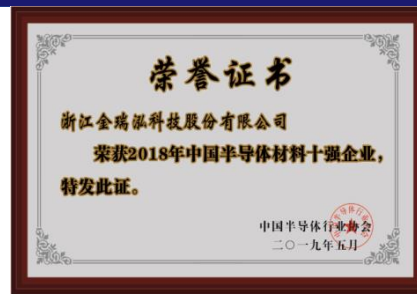 荣誉证书
浙江金瑞泓科技股份有限公司
荣获2018年中国半导体材料十强企业，
特发此证。
中国半导体行业协会
二〇一九年五月